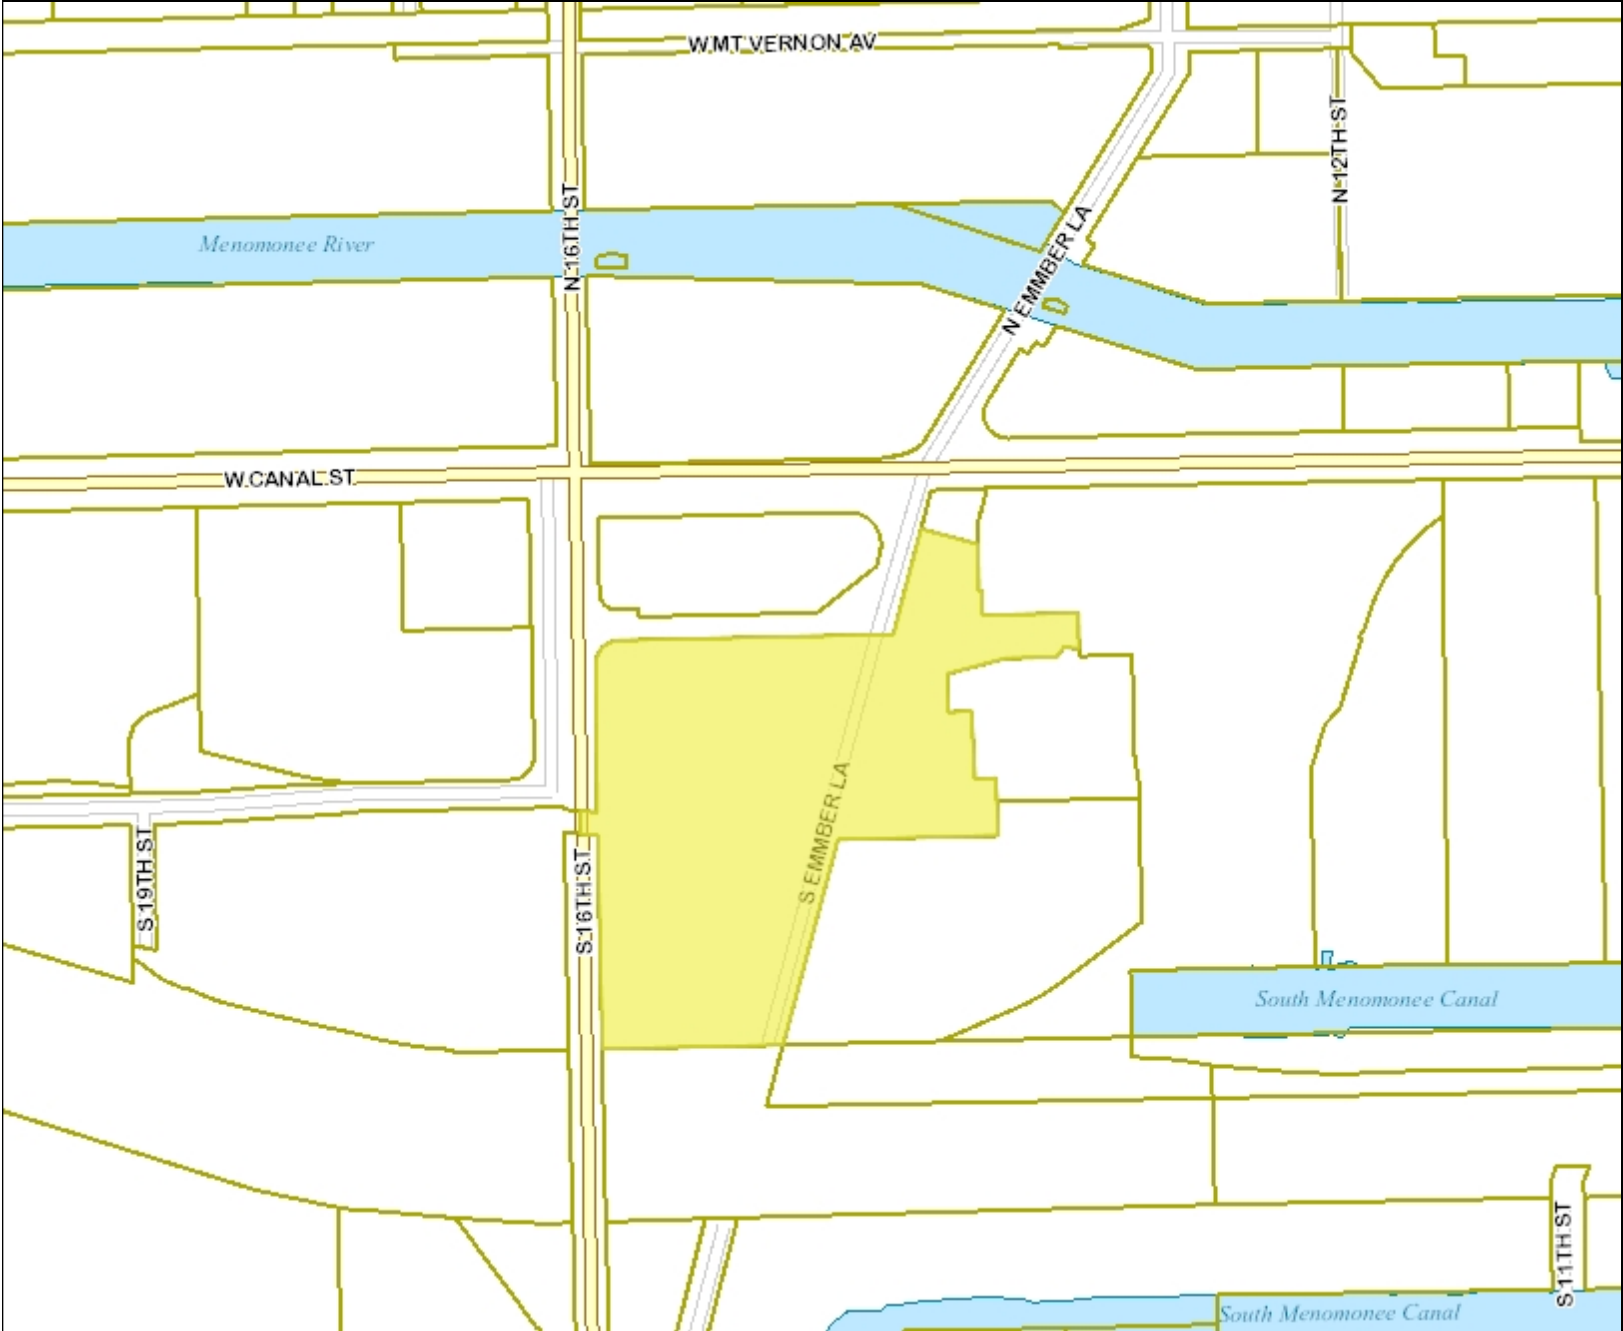 W MT VERNON AV
N 12TH ST
N 16TH ST
Menomonee River
N EMMBER LA
W CANAL ST
S EMMBER LA
S 19TH ST
S 16TH ST
South Menomonee Canal
S 11TH ST
South Menomonee Canal